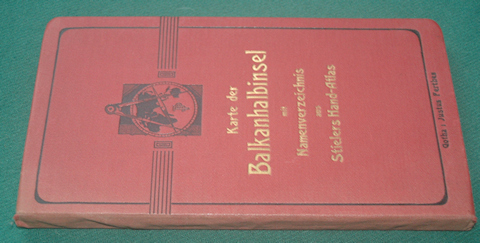 Karte der
Balkanhalbinsel
mit
Namenverzeichnis
aus
Stielers Hand-Atlas
Gotha: Justus Perthes